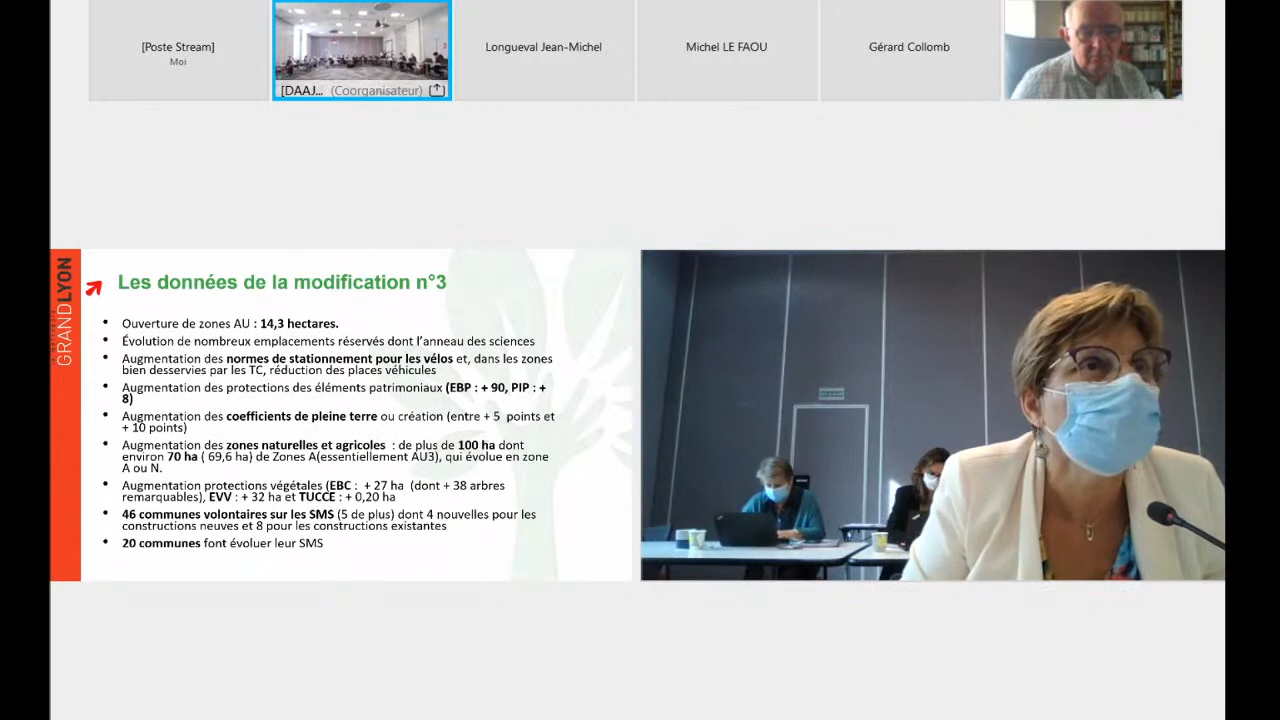 [Poste Stream]
Moi
[DAAJ... (Coorganisateur)
Longueval Jean-Michel
Michel LE FAOU
Gérard Collomb
GRANDLYON
Les données de la modification n°3
• Ouverture de zones AU : 14,3 hectares.
• Évolution de nombreux emplacements réservés dont l'anneau des sciences
• Augmentation des normes de stationnement pour les vélos et, dans les zones
bien desservies par les TC, réduction des places véhicules
• Augmentation des protections des éléments patrimoniaux (EBP : + 90, PIP : +
8)
• Augmentation des coefficients de pleine terre ou création (entre + 5 points et
+ 10 points)
• Augmentation des zones naturelles et agricoles : de plus de 100 ha dont
environ 70 ha ( 69,6 ha) de Zones A(essentiellement AU3), qui évolue en zone
A ou N.
• Augmentation protections végétales (EBC : + 27 ha (dont + 38 arbres
remarquables), EVV : + 32 ha et TUCCE : + 0,20 ha
• 46 communes volontaires sur les SMS (5 de plus) dont 4 nouvelles pour les
constructions neuves et 8 pour les constructions existantes
• 20 communes font évoluer leur SMS